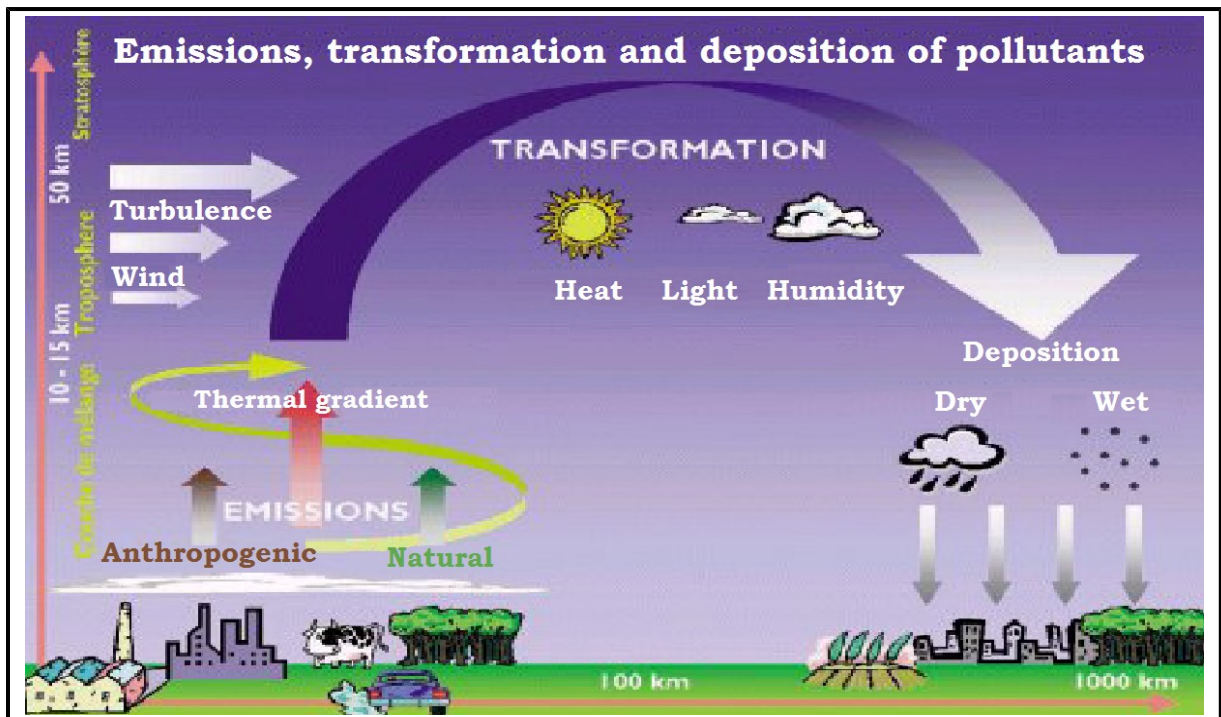 Emissions, transformation and deposition of pollutants
Stratosphère
50 km
Troposphere
10 - 15 km
Couche de mélange
TRANSFORMATION
Turbulence
Wind
Heat Light Humidity
Deposition
Dry Wet
Thermal gradient
EMISSIONS
Anthropogenic Natural
100 km 1000 km